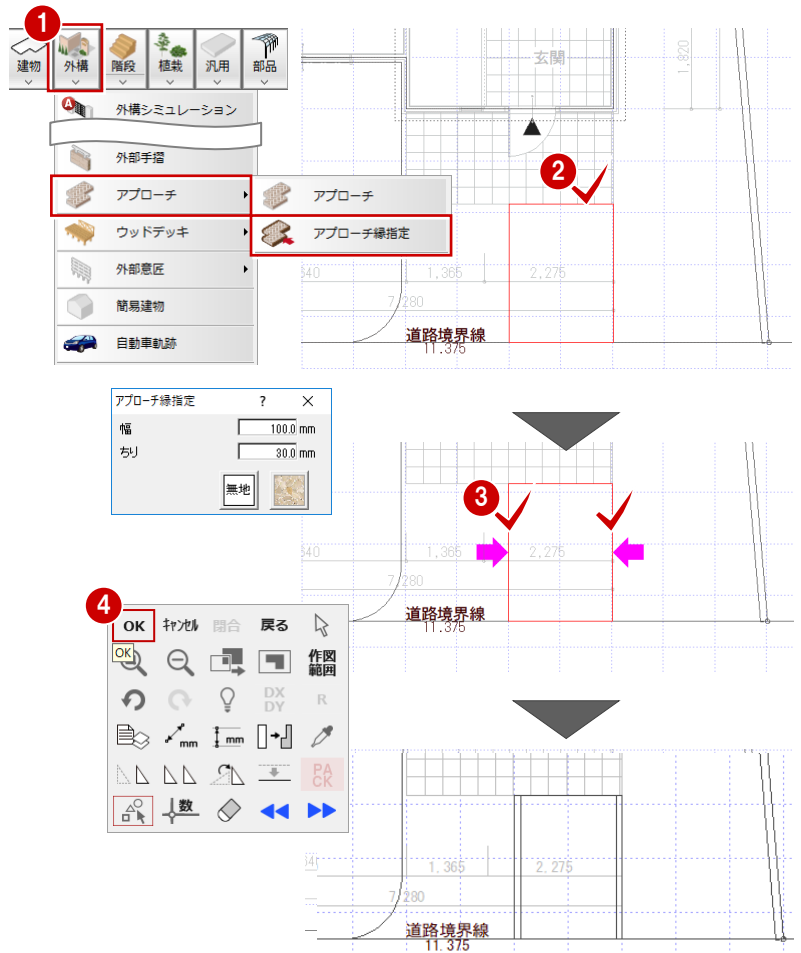 1
建物 外構 階段 植栽 汎用 部品
外構シミュレーション
外部手摺
アプローチ
アプローチ
ウッドデッキ
アプローチ縁指定
外部意匠
簡易建物
自動車軌跡
玄関
1,820
2
1,365 2,275
7,280
道路境界線
11.375
アプローチ縁指定 ? ×
幅 100.0 mm
ちり 30.0 mm
無地
3
640
1,365 2,275
7,280
道路境界線
11.375
4
OK キャンセル 閉合 戻る
OK
作図
範囲
DX
DY
R
mm
mm
PA
CK
数
1,365 2,275
7,280
道路境界線
11.375